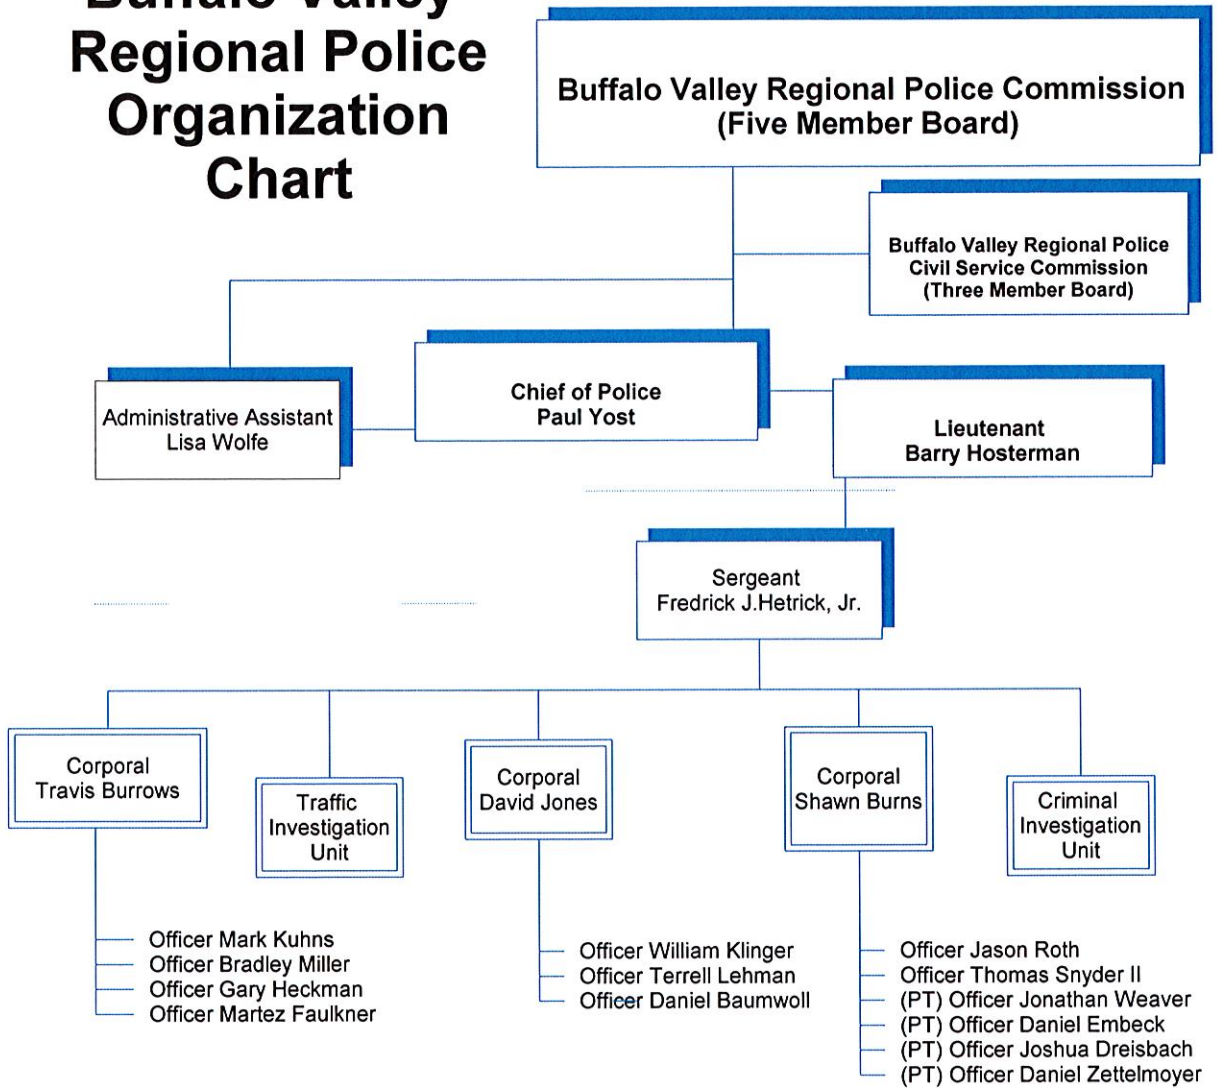 Buffalo Valley
Regional Police
Organization
Chart
Buffalo Valley Regional Police Commission
(Five Member Board)
Buffalo Valley Regional Police
Civil Service Commission
(Three Member Board)
Chief of Police
Paul Yost
Administrative Assistant
Lisa Wolfe
Lieutenant
Barry Hosterman
Sergeant
Fredrick J.Hetrick, Jr.
Corporal
Travis Burrows
Traffic
Investigation
Unit
Corporal
David Jones
Corporal
Shawn Burns
Criminal
Investigation
Unit
Officer Mark Kuhns
Officer Bradley Miller
Officer Gary Heckman
Officer Martez Faulkner
Officer William Klinger
Officer Terrell Lehman
Officer Daniel Baumwoll
Officer Jason Roth
Officer Thomas Snyder II
(PT) Officer Jonathan Weaver
(PT) Officer Daniel Embeck
(PT) Officer Joshua Dreisbach
(PT) Officer Daniel Zettelmoyer